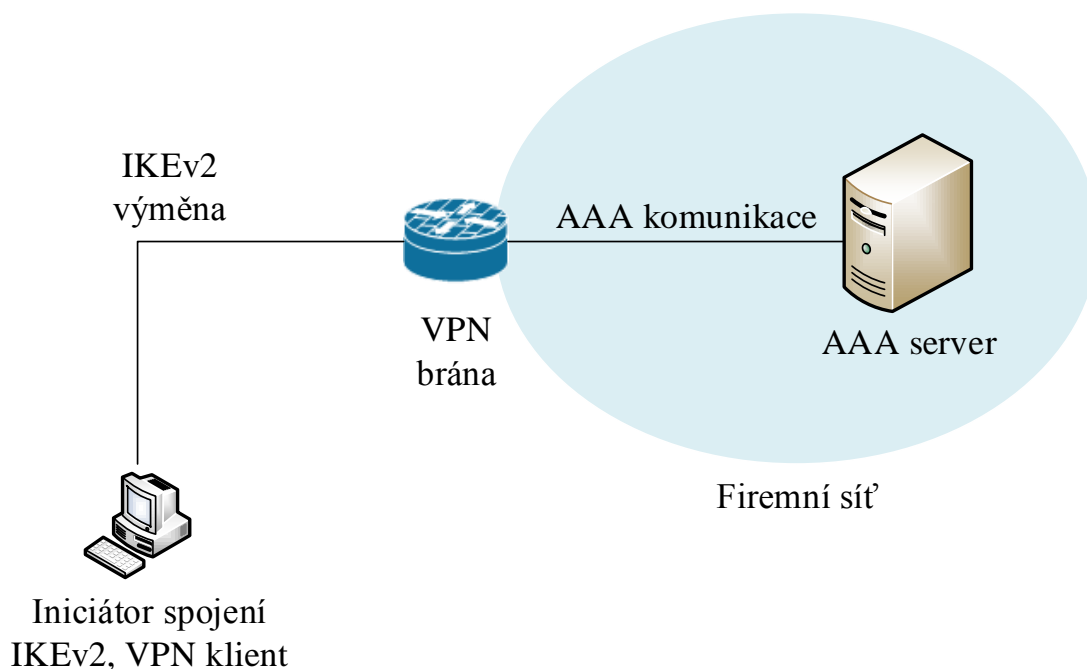 IKEv2
výměna
AAA komunikace
VPN
brána
AAA server
Firemní síť
Iniciátor spojení
IKEv2, VPN klient